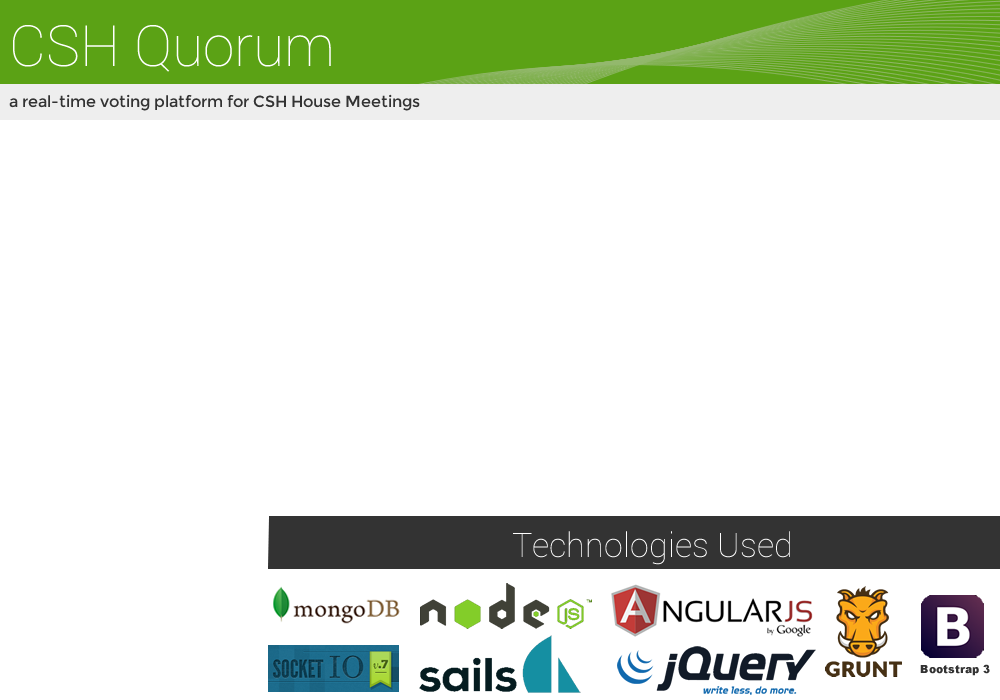 CSH Quorum
a real-time voting platform for CSH House Meetings
Technologies Used
mongoDB
node JS ™
ANGULARJS
by Google
SOCKET IO v.7
sails
jQuery
write less, do more.
GRUNT
B
Bootstrap 3